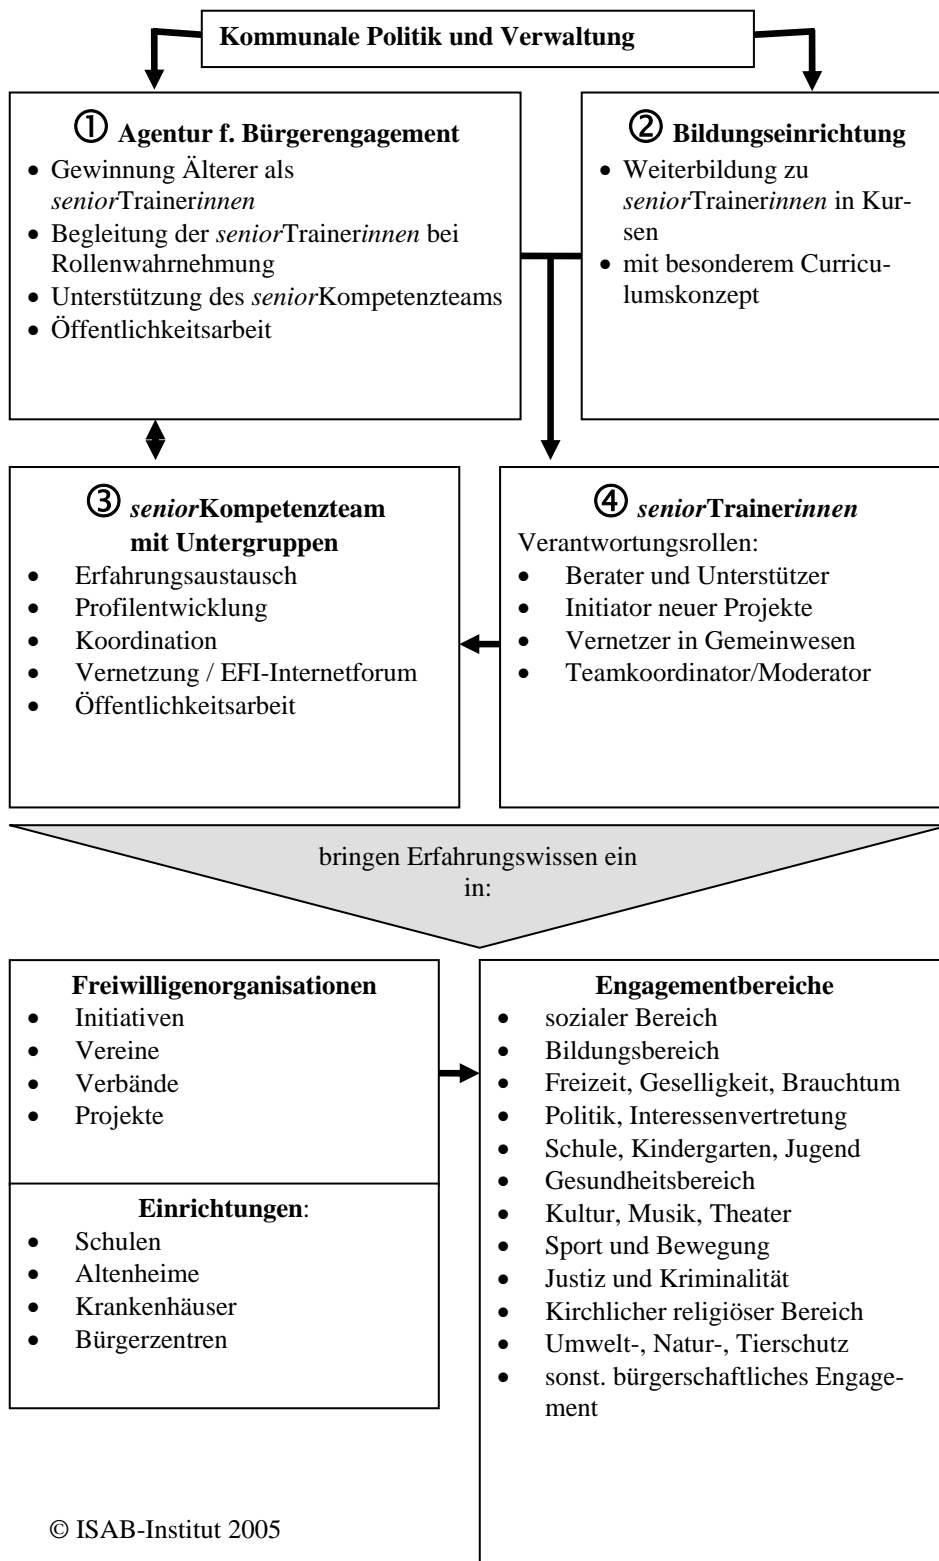 Kommunale Politik und Verwaltung
① Agentur f. Bürgerengagement
• Gewinnung Älterer als
seniorTrainerinnen
• Begleitung der seniorTrainerinnen bei
Rollenwahrnehmung
• Unterstützung des seniorKompetenzteams
• Öffentlichkeitsarbeit
② Bildungseinrichtung
• Weiterbildung zu
seniorTrainerinnen in Kur-
sen
• mit besonderem Curricu-
lumskonzept
③ seniorKompetenzteam
mit Untergruppen
• Erfahrungsaustausch
• Profilentwicklung
• Koordination
• Vernetzung / EFI-Internetforum
• Öffentlichkeitsarbeit
④ seniorTrainerinnen
Verantwortungsrollen:
• Berater und Unterstützer
• Initiator neuer Projekte
• Vernetzer in Gemeinwesen
• Teamkoordinator/Moderator
bringen Erfahrungswissen ein
in:
Freiwilligenorganisationen
• Initiativen
• Vereine
• Verbände
• Projekte
Einrichtungen:
• Schulen
• Altenheime
• Krankenhäuser
• Bürgerzentren
Engagementbereiche
• sozialer Bereich
• Bildungsbereich
• Freizeit, Geselligkeit, Brauchtum
• Politik, Interessenvertretung
• Schule, Kindergarten, Jugend
• Gesundheitsbereich
• Kultur, Musik, Theater
• Sport und Bewegung
• Justiz und Kriminalität
• Kirchlicher religiöser Bereich
• Umwelt-, Natur-, Tierschutz
• sonst. bürgerschaftliches Engage-
ment
© ISAB-Institut 2005